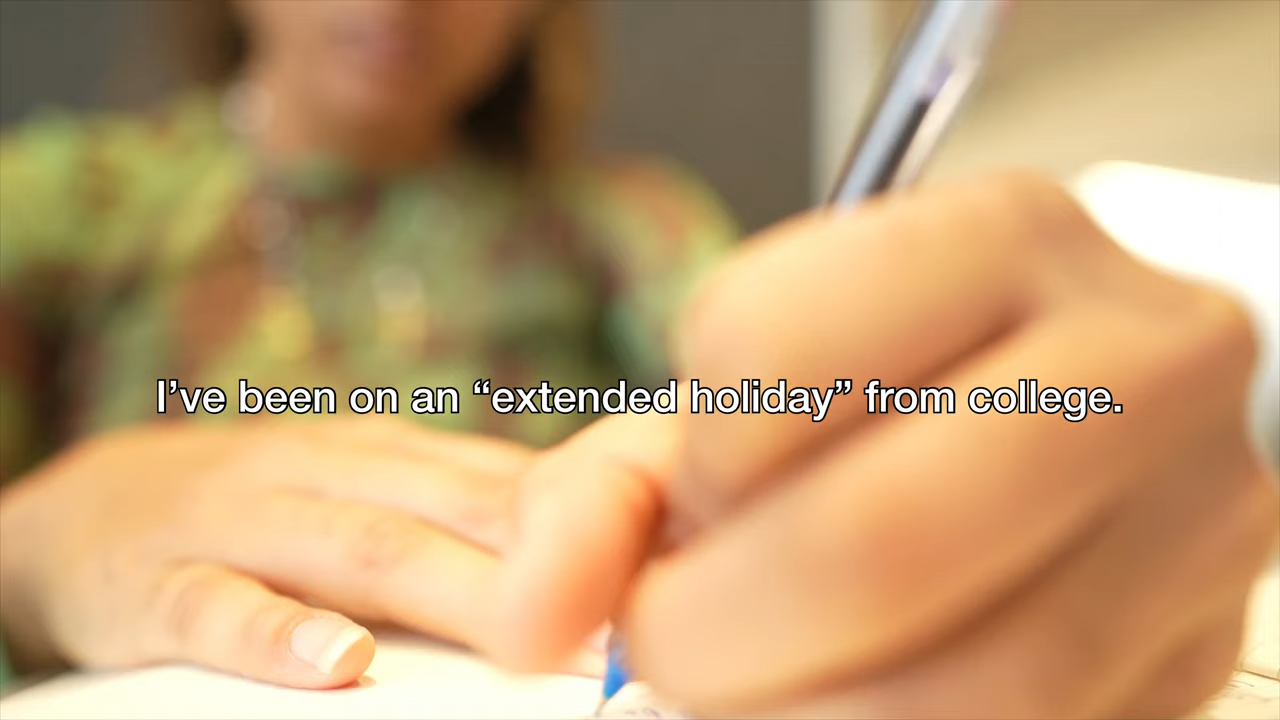 I’ve been on an “extended holiday” from college.